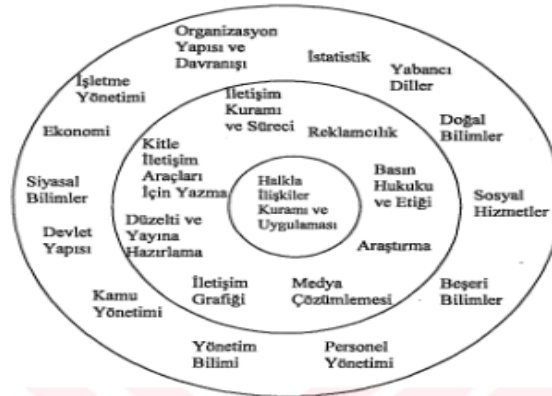 Organizasyon
Yapısı ve
Davranışı
İstatistik
Yabancı
Diller
İşletme
Yönetimi
Ekonomi
Siyasal
Bilimler
Devlet
Yapısı
Kamu
Yönetimi
Yönetim
Bilimi
Personel
Yönetimi
Beşeri
Bilimler
Sosyal
Hizmetler
Doğal
Bilimler
İletişim
Kuramı
ve Süreci
Reklamcılık
Kitle
İletişim
Araçları
İçin Yazma
Düzelti ve
Yayına
Hazırlama
İletişim
Grafiği
Medya
Çözümlemesi
Araştırma
Basın
Hukuku
ve Etiği
Halkla
İlişkiler
Kuramı ve
Uygulaması